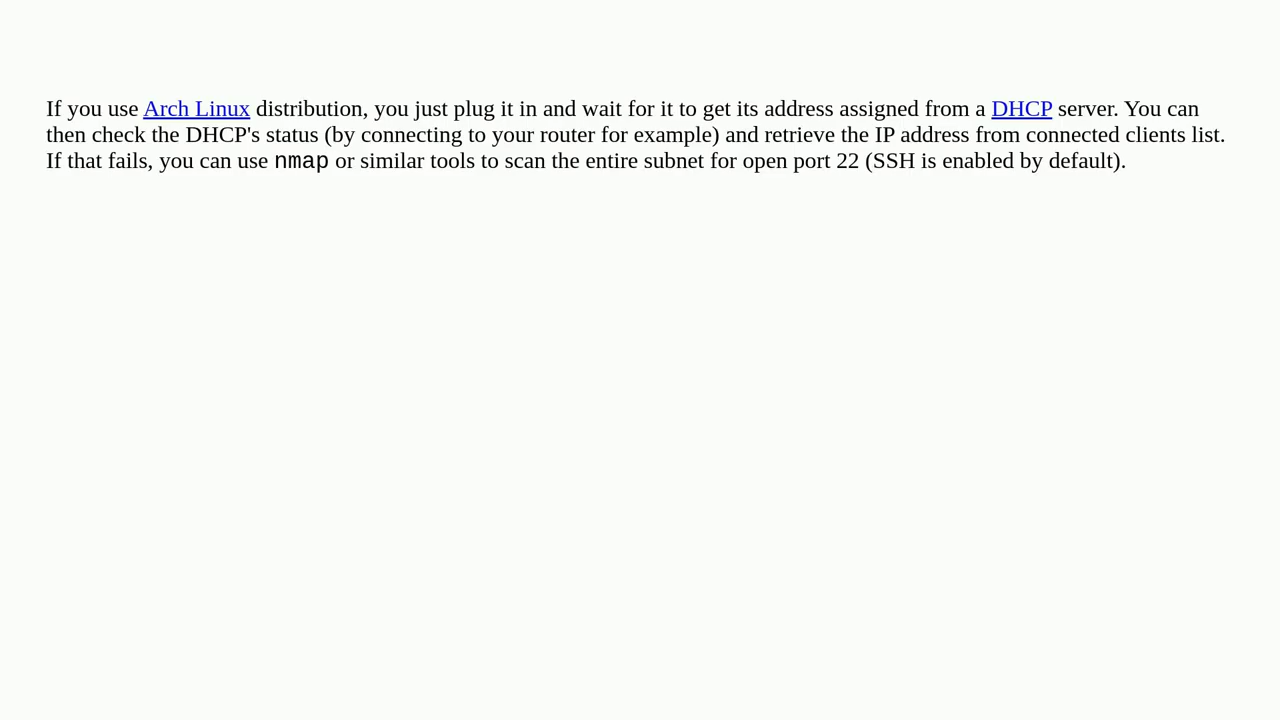 If you use Arch Linux distribution, you just plug it in and wait for it to get its address assigned from a DHCP server. You can
then check the DHCP's status (by connecting to your router for example) and retrieve the IP address from connected clients list.
If that fails, you can use nmap or similar tools to scan the entire subnet for open port 22 (SSH is enabled by default).